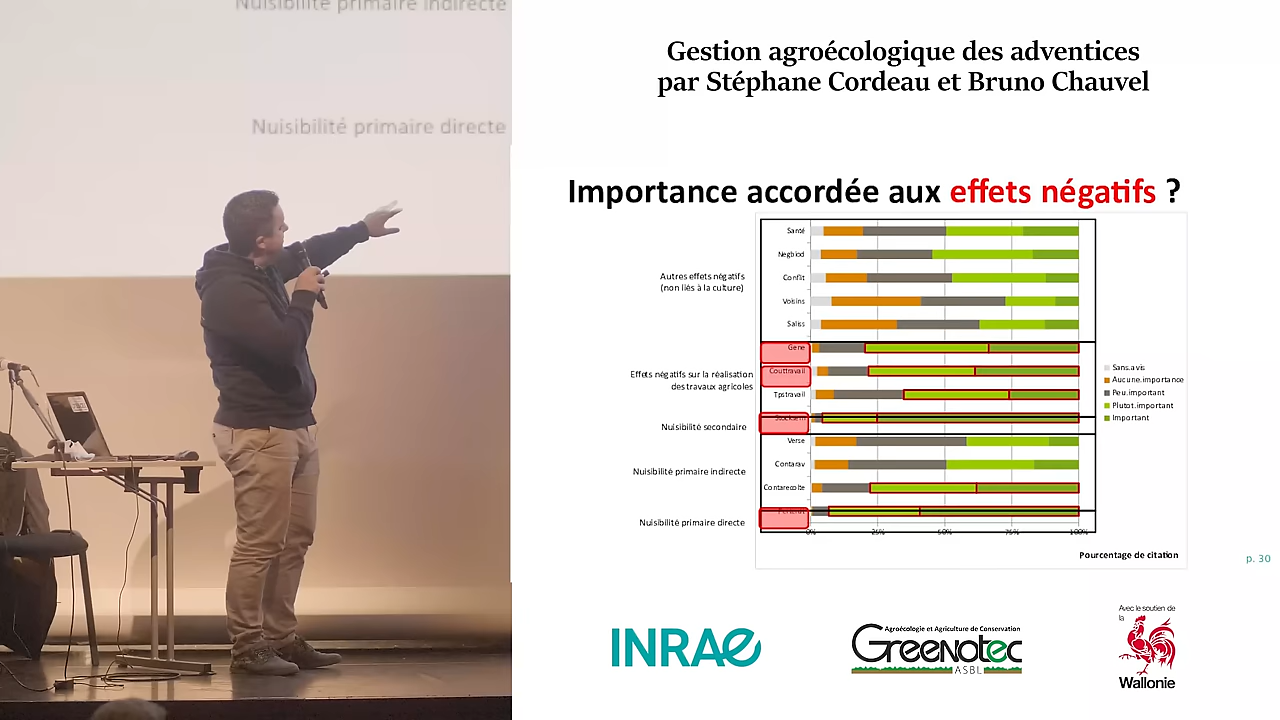 Nuisibilité primaire indirecte
Nuisibilité primaire directe
Gestion agroécologique des adventices
par Stéphane Cordeau et Bruno Chauvel
Importance accordée aux effets négatifs ?
Autres effets négatifs
(non liés à la culture)
Effets négatifs sur la réalisation
des travaux agricoles
Nuisibilité secondaire
Nuisibilité primaire indirecte
Nuisibilité primaire directe
Santé
Negbiod
Conflit
Voisins
Saliss
Gene
Couttravail
Tpstravail
Verse
Contarav
Contarecolte
0%
25%
50%
75%
100%
Sans.avis
Aucune.importance
Peu.important
Plutot.important
Important
Pourcentage de citation
p. 30
INRAE
Agroécologie et Agriculture de Conservation
Greenotec
ASBL
Avec le soutien de
la
Wallonie